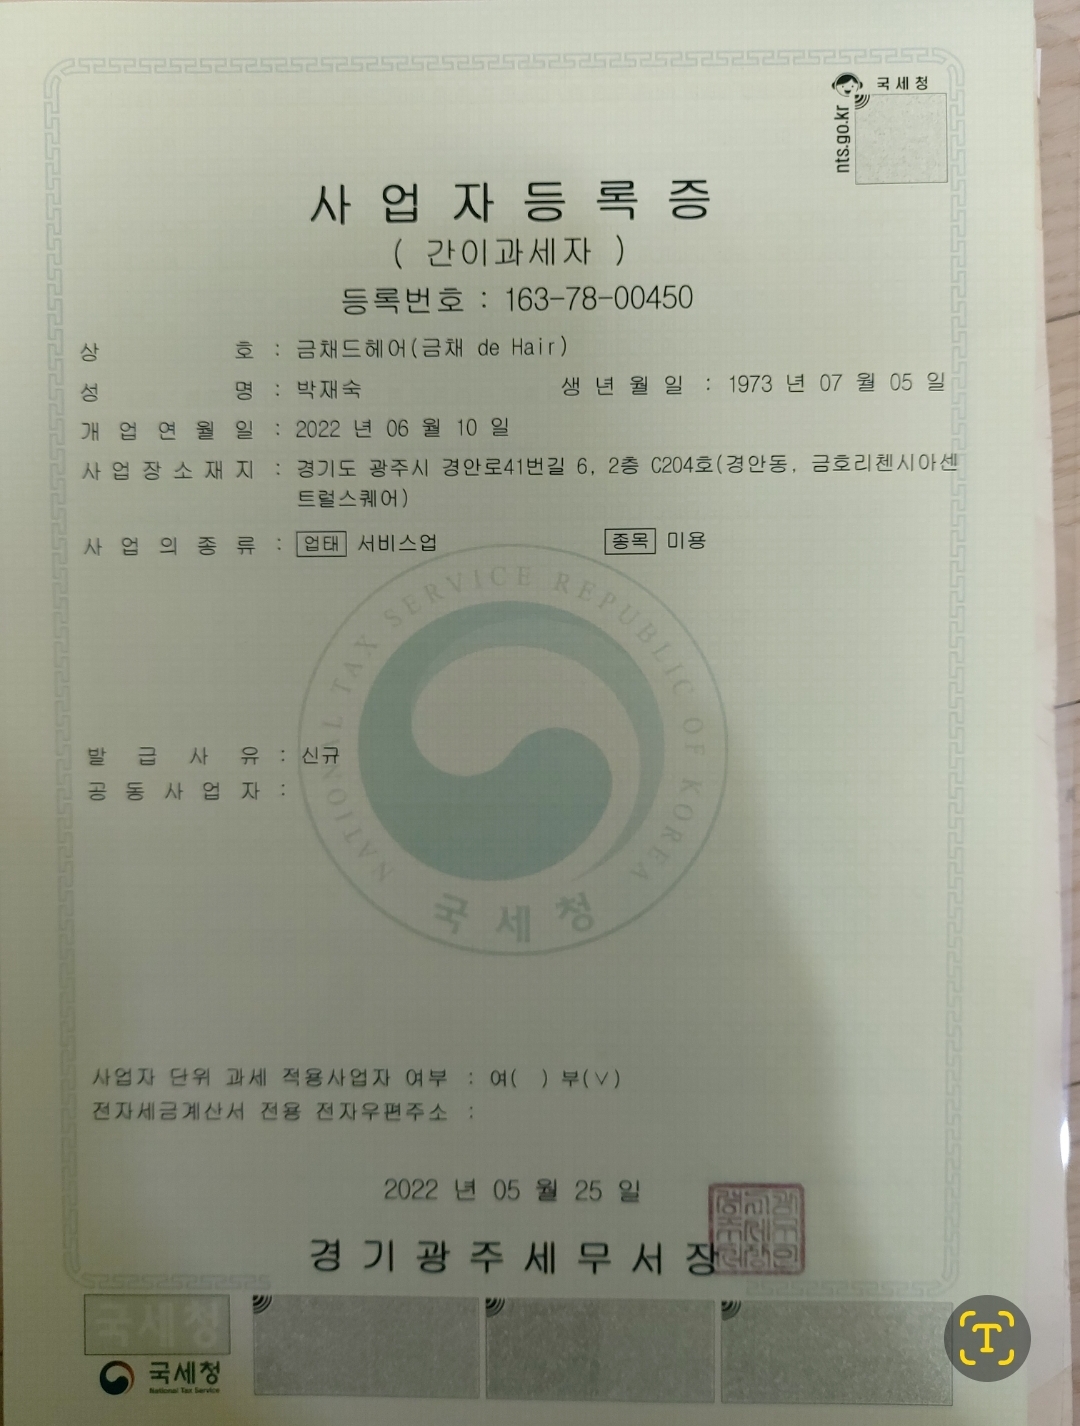 국세청
nts.go.kr
사업자등록증
( 간이과세자 )
등록번호 : 163-78-00450
상 호 : 금채드헤어(금채 de Hair)
성 명 : 박재숙 생 년 월 일 : 1973 년 07 월 05 일
개 업 연 월 일 : 2022 년 06 월 10 일
사 업 장 소 재 지 : 경기도 광주시 경안로41번길 6, 2층 C204호(경안동, 금호리첸시아센
트럴스퀘어)
사 업 의 종 류 : 업태 서비스업 종목 미용
NATIONAL TAX SERVICE REPUBLIC OF KOREA
국세청
발 급 사 유 : 신규
공 동 사 업 자 :
사업자 단위 과세 적용사업자 여부 : 여( ) 부(∨)
전자세금계산서 전용 전자우편주소 :
2022 년 05 월 25 일
경 기 광 주 세 무 서 장
국세청
국세청
National Tax Service
T